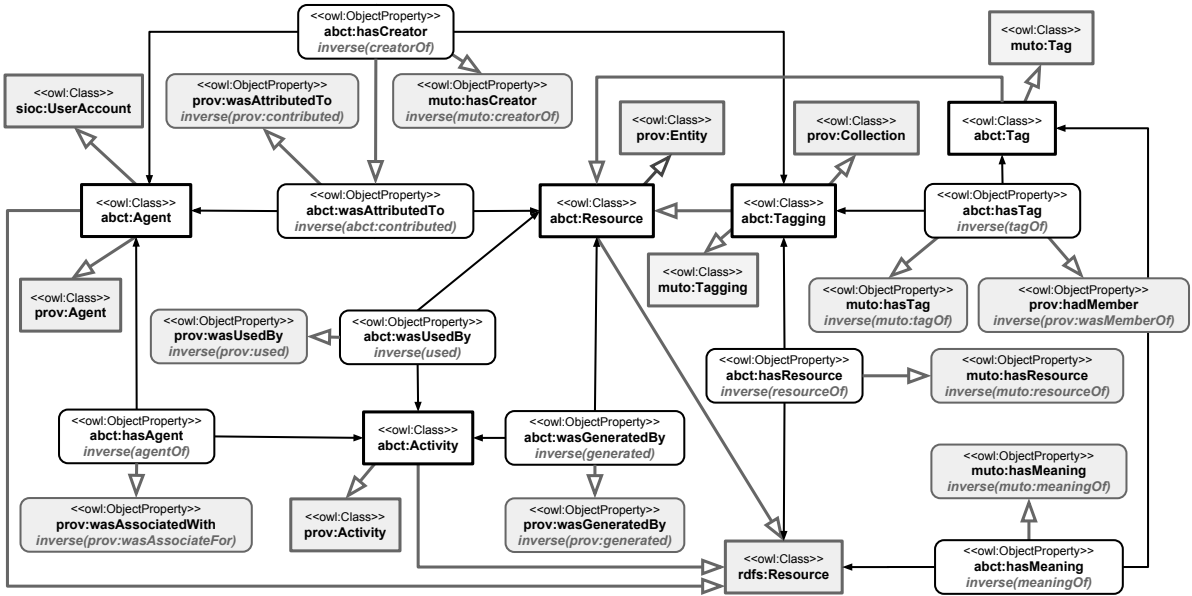 <<owl:ObjectProperty>>
abct:hasCreator
inverse(creatorOf)
<<owl:Class>>
muto:Tag
<<owl:Class>>
sioc:UserAccount
<<owl:ObjectProperty>>
prov:wasAttributedTo
inverse(prov:contributed)
<<owl:ObjectProperty>>
muto:hasCreator
inverse(muto:creatorOf)
<<owl:Class>>
prov:Entity
<<owl:Class>>
prov:Collection
<<owl:Class>>
abct:Tag
<<owl:Class>>
abct:Agent
<<owl:ObjectProperty>>
abct:wasAttributedTo
inverse(abct:contributed)
<<owl:Class>>
abct:Resource
<<owl:Class>>
abct:Tagging
<<owl:ObjectProperty>>
abct:hasTag
inverse(tagOf)
<<owl:Class>>
prov:Agent
<<owl:Class>>
muto:Tagging
<<owl:ObjectProperty>>
muto:hasTag
inverse(muto:tagOf)
<<owl:ObjectProperty>>
prov:hadMember
inverse(prov:wasMemberOf)
<<owl:ObjectProperty>>
prov:wasUsedBy
inverse(prov:used)
<<owl:ObjectProperty>>
abct:wasUsedBy
inverse(used)
<<owl:ObjectProperty>>
abct:hasResource
inverse(resourceOf)
<<owl:ObjectProperty>>
muto:hasResource
inverse(muto:resourceOf)
<<owl:ObjectProperty>>
abct:hasAgent
inverse(agentOf)
<<owl:Class>>
abct:Activity
<<owl:ObjectProperty>>
abct:wasGeneratedBy
inverse(generated)
<<owl:ObjectProperty>>
muto:hasMeaning
inverse(muto:meaningOf)
<<owl:ObjectProperty>>
prov:wasAssociatedWith
inverse(prov:wasAssociateFor)
<<owl:Class>>
prov:Activity
<<owl:ObjectProperty>>
prov:wasGeneratedBy
inverse(prov:generated)
<<owl:Class>>
rdfs:Resource
<<owl:ObjectProperty>>
abct:hasMeaning
inverse(meaningOf)